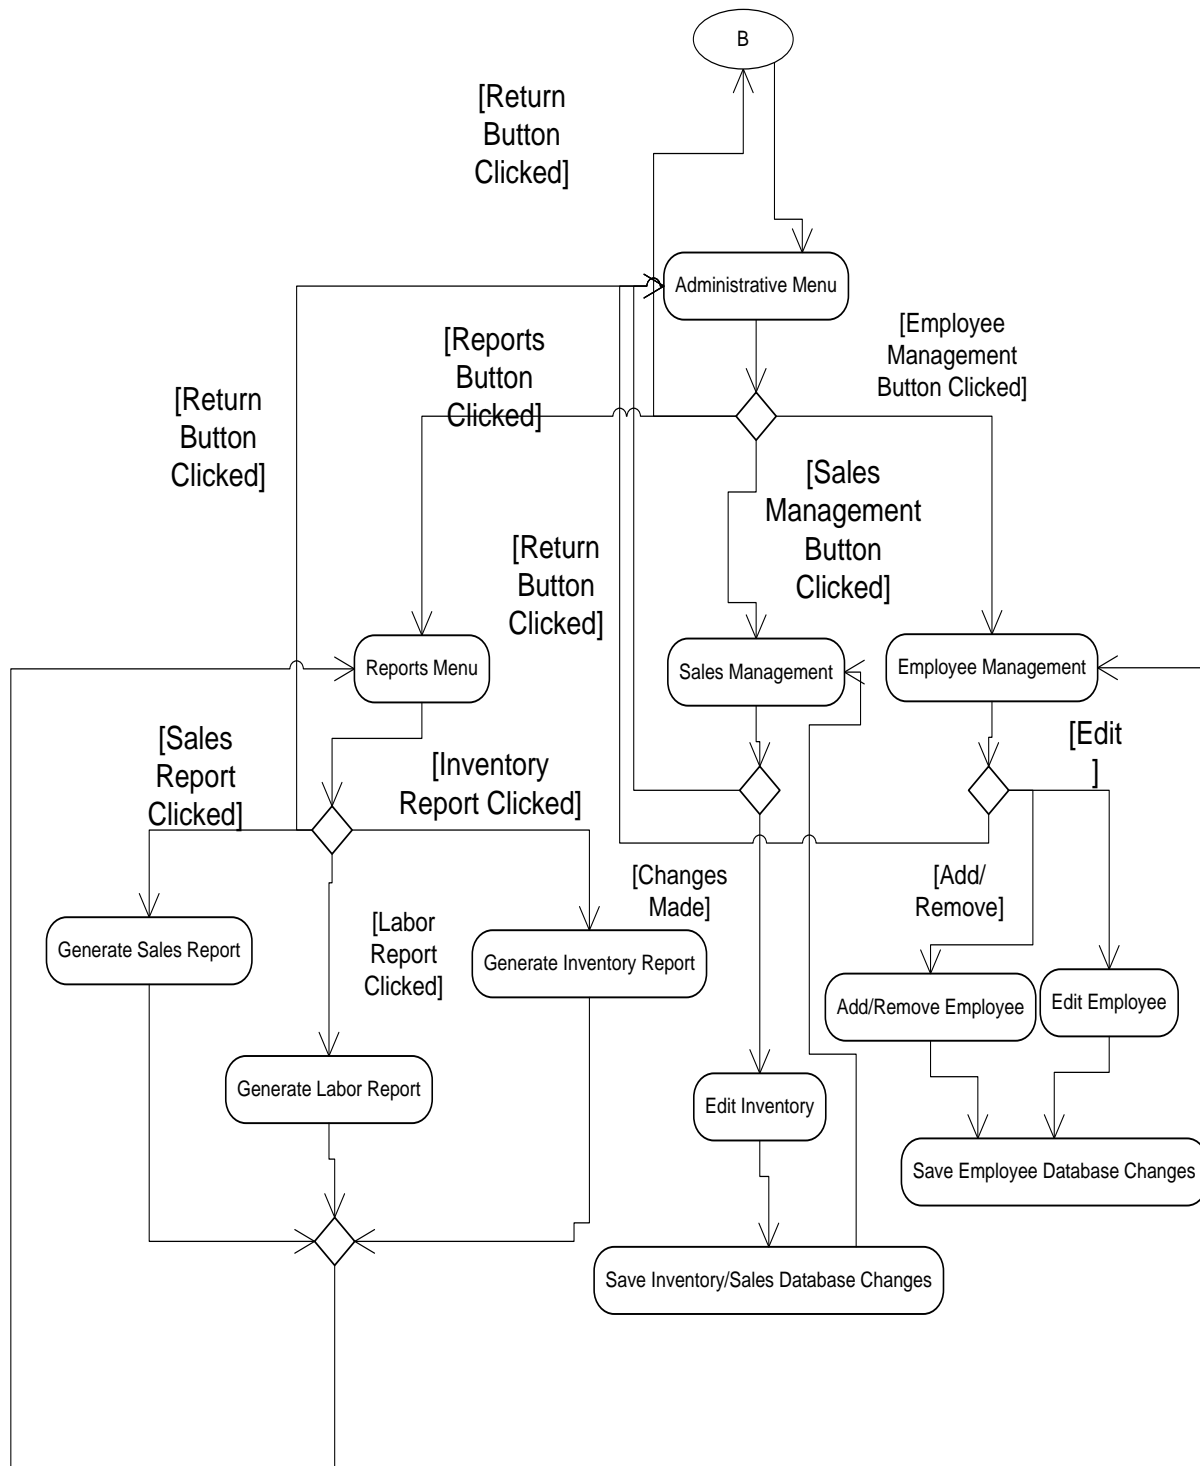 B
[Return
Button
Clicked]
Administrative Menu
[Employee
Management
Button Clicked]
[Reports
Button
Clicked]
[Return
Button
Clicked]
[Sales
Management
Button
Clicked]
[Return
Button
Clicked]
Reports Menu
Sales Management
Employee Management
[Sales
Report
Clicked]
[Inventory
Report Clicked]
[Edit
]
[Changes
Made]
[Add/
Remove]
[Labor
Report
Clicked]
Generate Sales Report
Generate Inventory Report
Add/Remove Employee
Edit Employee
Generate Labor Report
Edit Inventory
Save Employee Database Changes
Save Inventory/Sales Database Changes